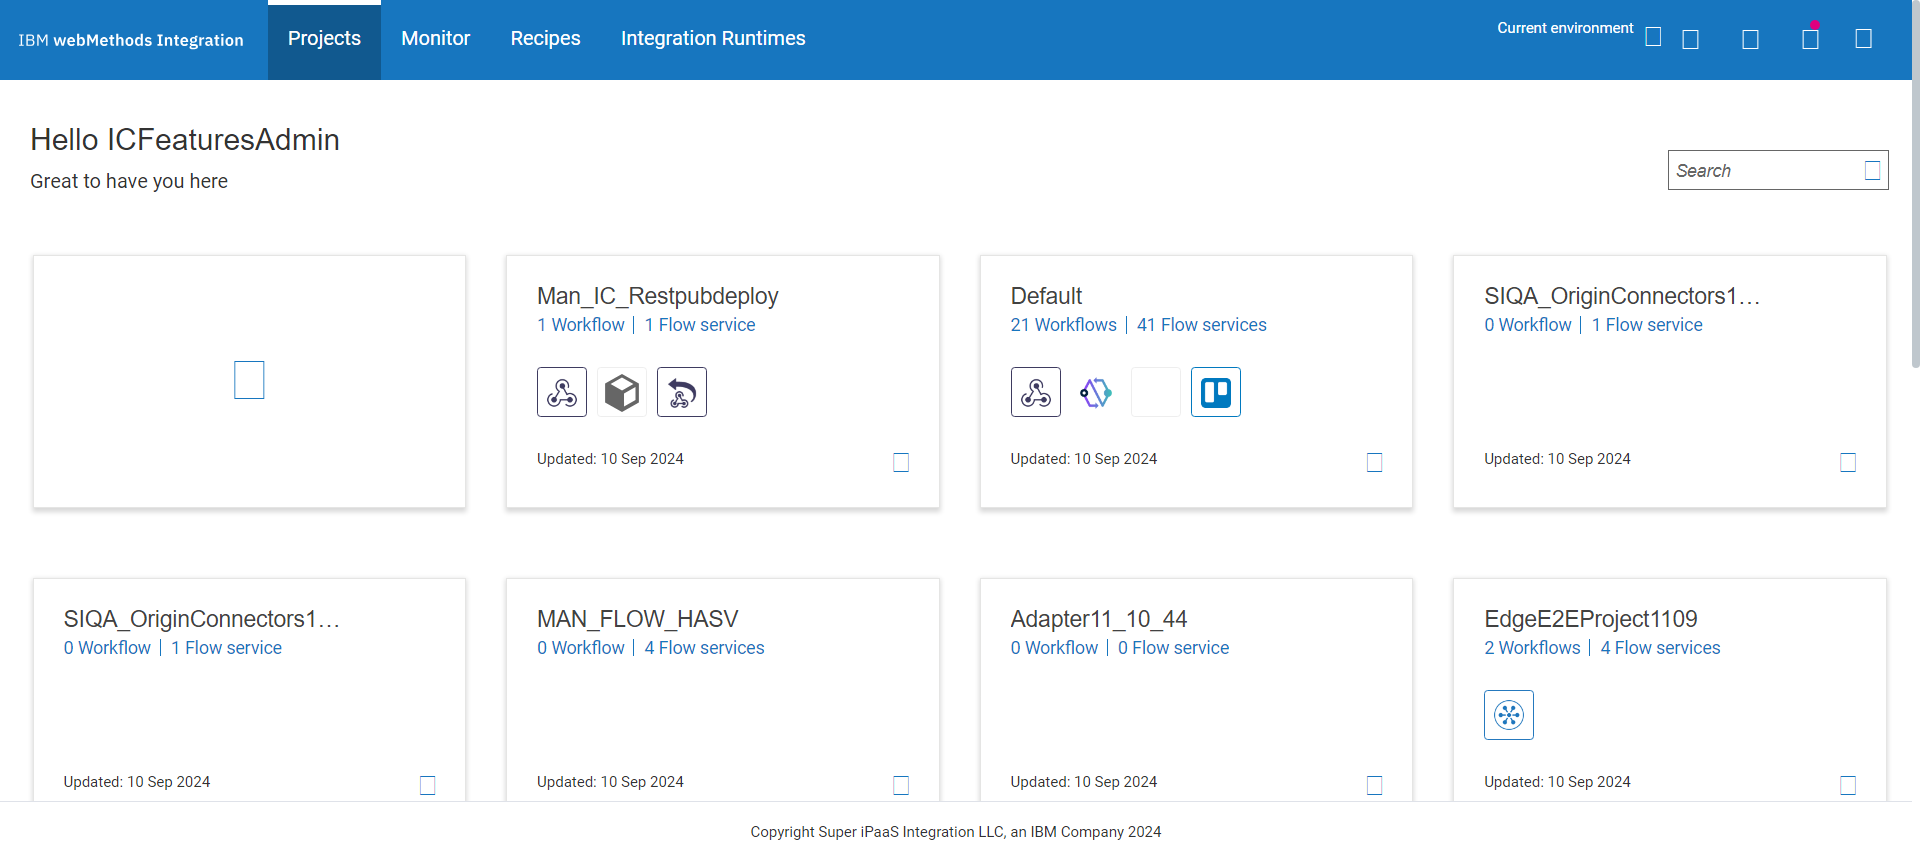 IBM webMethods Integration
Projects
Monitor
Recipes
Integration Runtimes
Current environment
Hello ICFeaturesAdmin
Great to have you here
Search
Man_IC_Restpubdeploy
1 Workflow | 1 Flow service
Updated: 10 Sep 2024
Default
21 Workflows | 41 Flow services
Updated: 10 Sep 2024
SIQA_OriginConnectors1...
0 Workflow | 1 Flow service
Updated: 10 Sep 2024
SIQA_OriginConnectors1...
0 Workflow | 1 Flow service
Updated: 10 Sep 2024
MAN_FLOW_HASV
0 Workflow | 4 Flow services
Updated: 10 Sep 2024
Adapter11_10_44
0 Workflow | 0 Flow service
Updated: 10 Sep 2024
EdgeE2EProject1109
2 Workflows | 4 Flow services
Updated: 10 Sep 2024
Copyright Super iPaaS Integration LLC, an IBM Company 2024